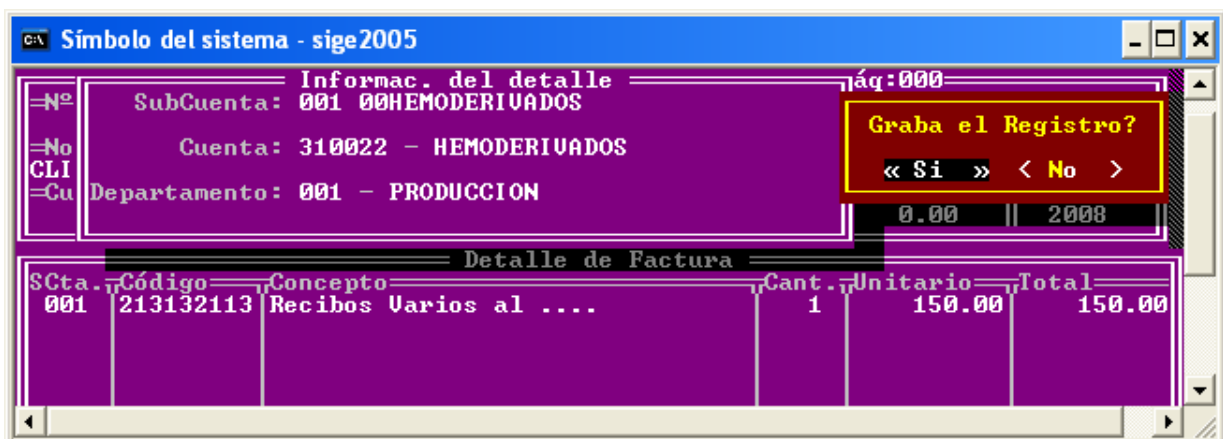 Símbolo del sistema - sige2005
Informac. del detalle
áq:000
=Nº
SubCuenta: 001 00HEMODERIVADOS
Graba el Registro?
=No
Cuenta: 310022 - HEMODERIVADOS
CLI
« Si » < No >
=Cu
Departamento: 001 - PRODUCCION
0.00 2008
Detalle de Factura
SCta. Código Concepto Cant. Unitario Total
001 213132113 Recibos Varios al .... 1 150.00 150.00